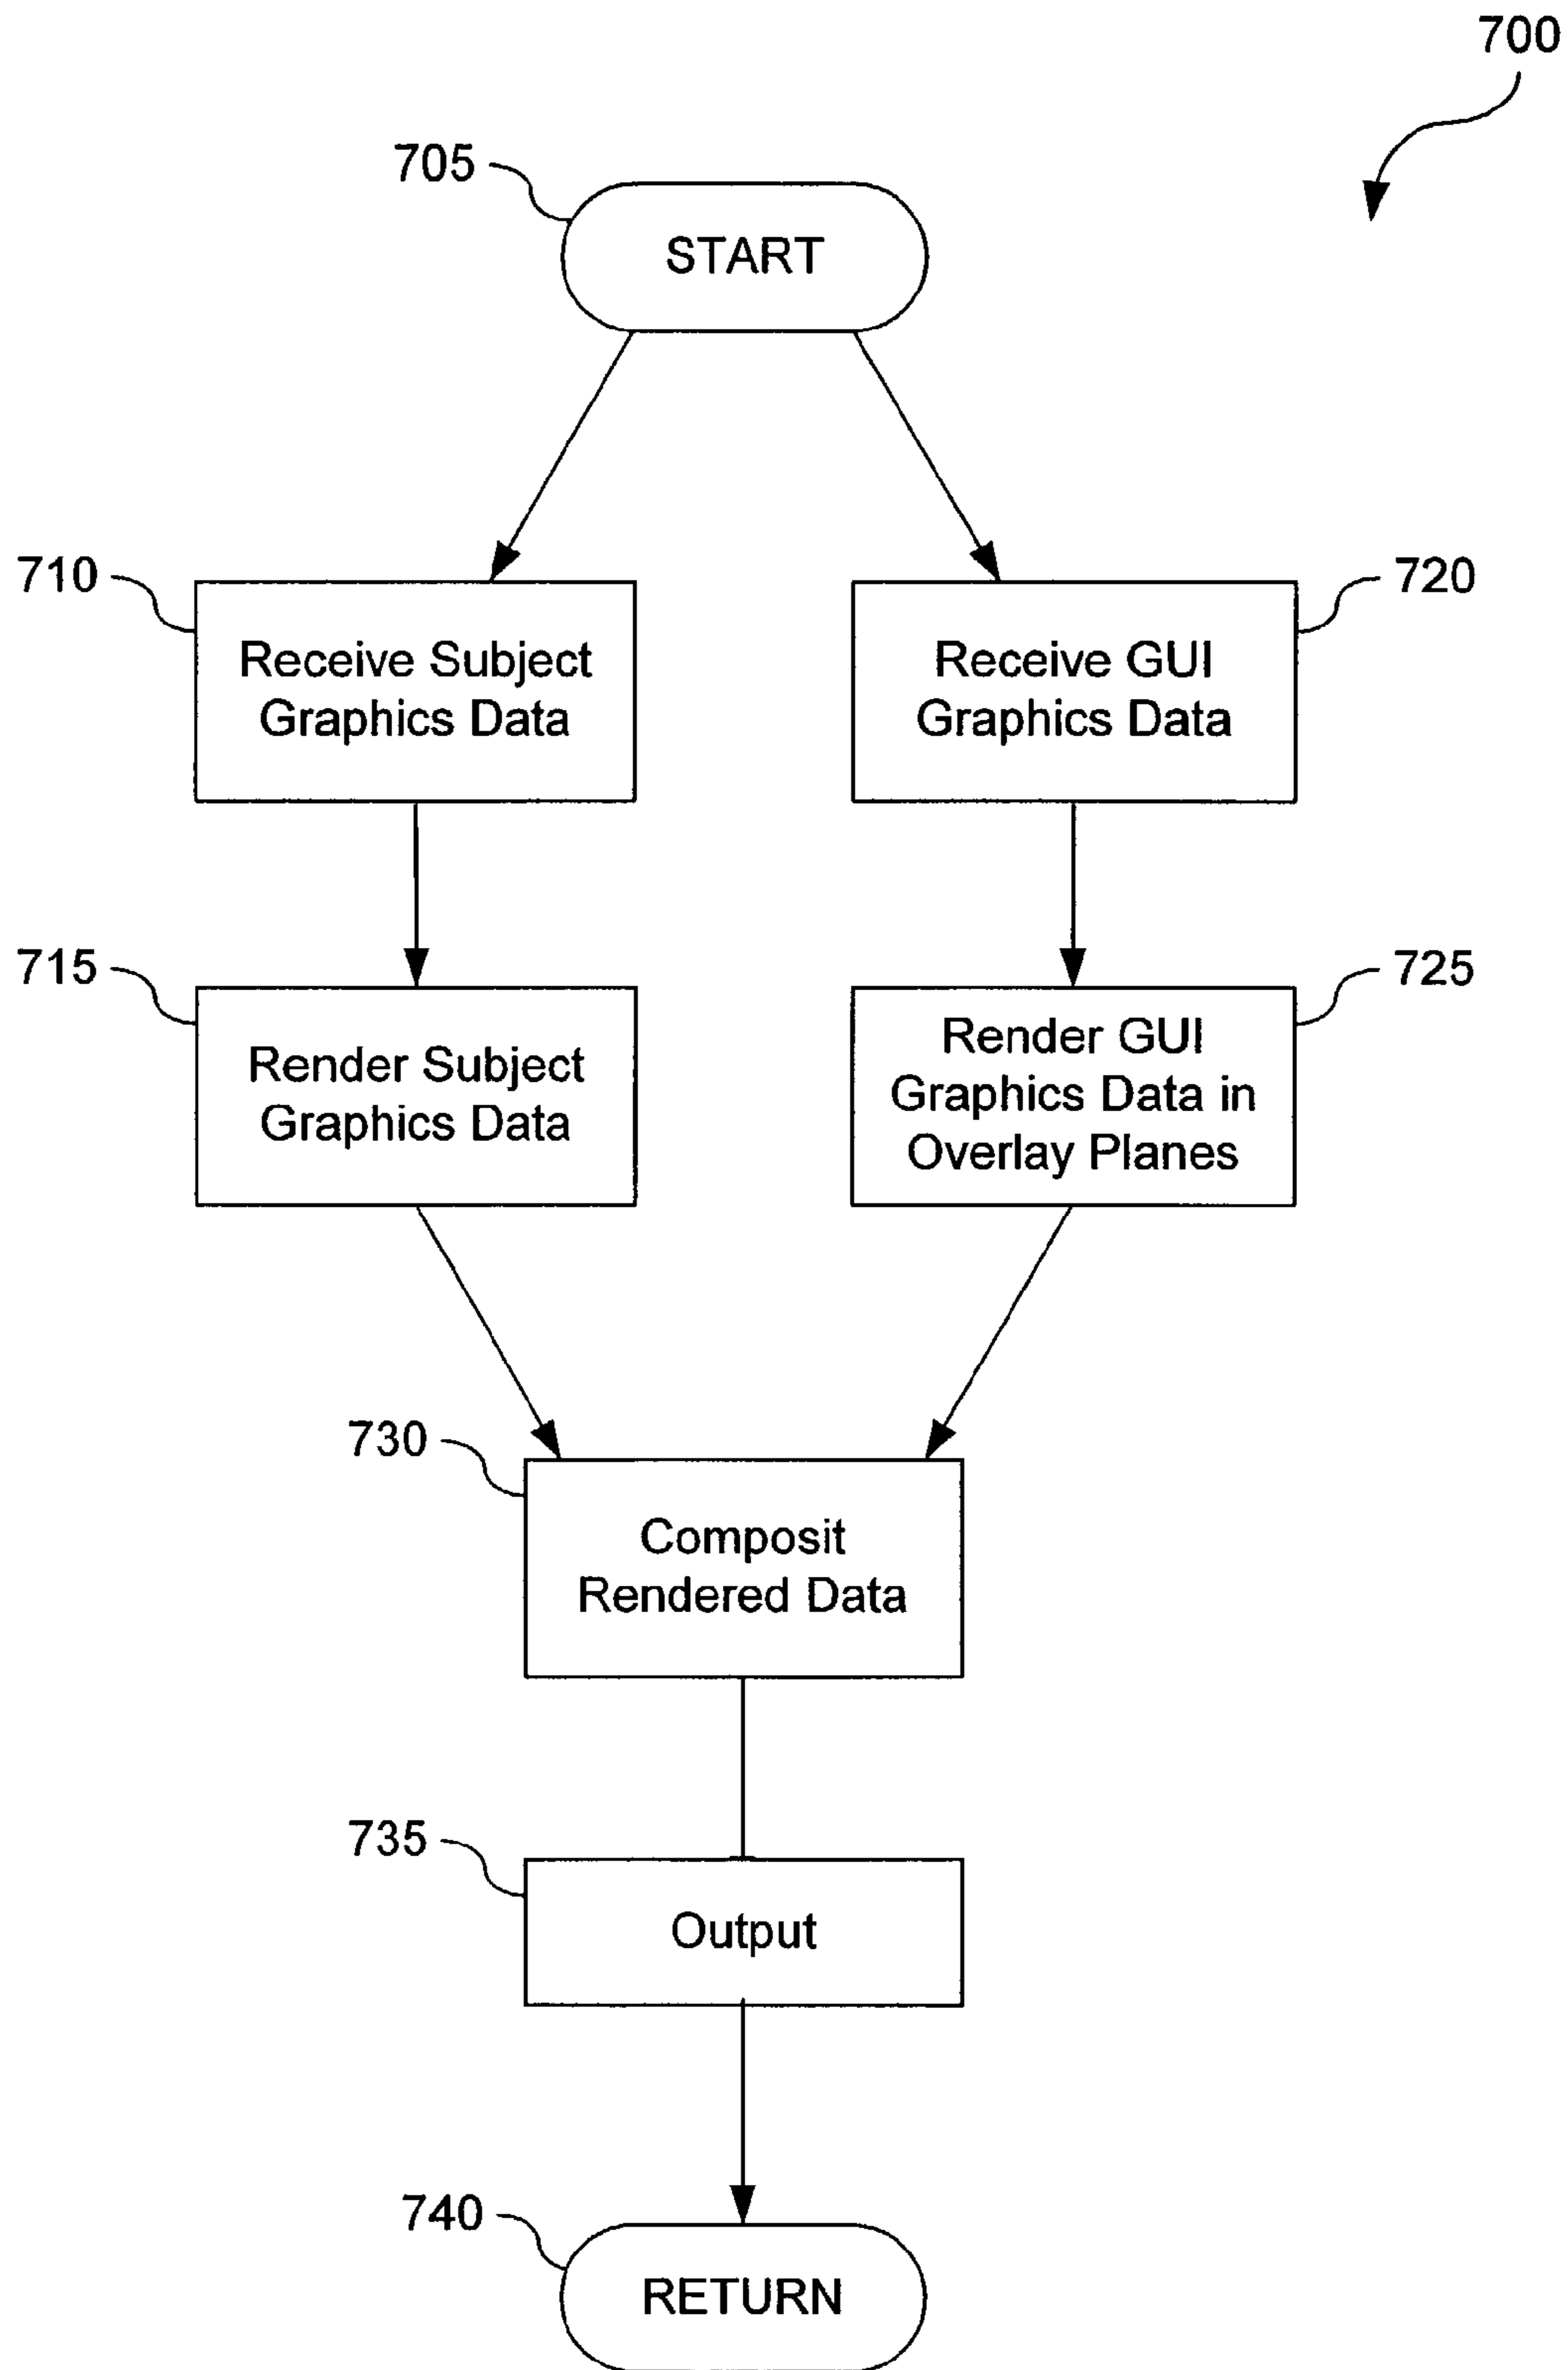 700
705
START
710
Receive Subject
Graphics Data
720
Receive GUI
Graphics Data
715
Render Subject
Graphics Data
725
Render GUI
Graphics Data in
Overlay Planes
730
Composit
Rendered Data
735
Output
740
RETURN